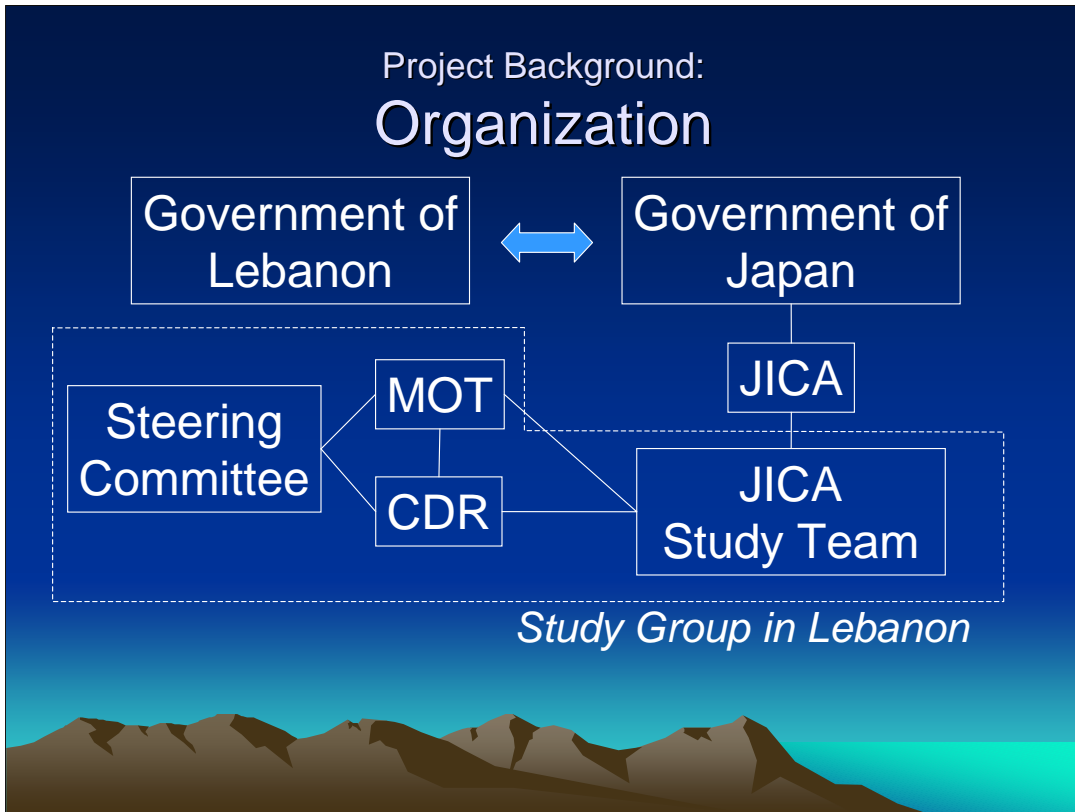 Project Background:
Organization
Government of
Lebanon
Government of
Japan
JICA
MOT
Steering
Committee
CDR
JICA
Study Team
Study Group in Lebanon